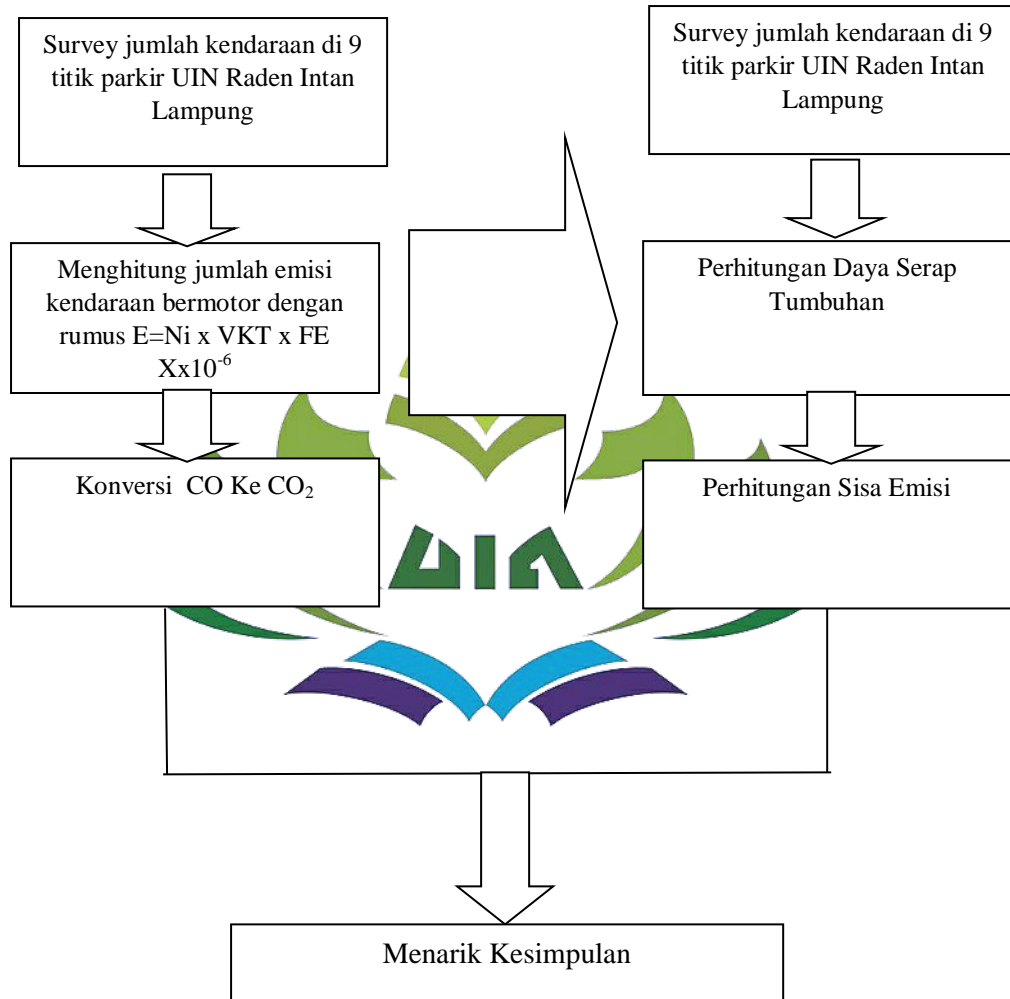 Survey jumlah kendaraan di 9
titik parkir UIN Raden Intan
Lampung
Menghitung jumlah emisi
kendaraan bermotor dengan
rumus E=Ni x VKT x FE
Xx10⁻⁶
Konversi CO Ke CO₂
Survey jumlah kendaraan di 9
titik parkir UIN Raden Intan
Lampung
Perhitungan Daya Serap
Tumbuhan
Perhitungan Sisa Emisi
UIN
Menarik Kesimpulan